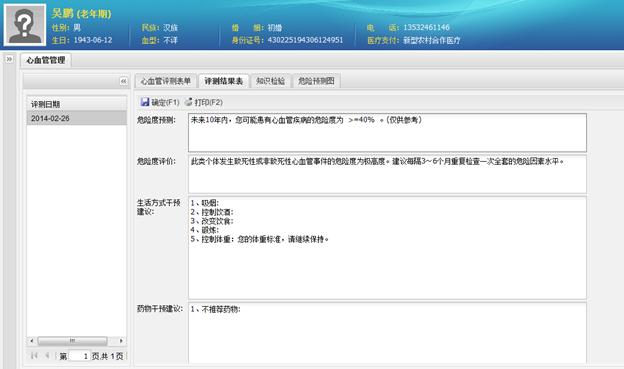 吴鹏 (老年期)
性别: 男 民族: 汉族 婚 姻: 初婚 电 话: 13532461146
生日: 1943-06-12 血型: 不详 身份证号: 430225194306124951 医疗支付: 新型农村合作医疗
心血管管理
心血管评测表单 评测结果表 知识检验 危险预测图
确定(F1) 打印(F2)
评测日期
2014-02-26
危险度预测: 未来10年内，您可能患有心血管疾病的危险度为 >=40% 。(仅供参考)
危险度评价: 此类个体发生致死性或非致死性心血管事件的危险度为极高度。建议每隔3～6个月重要检查一次全套的危险因素水平。
生活方式干预建议:
1、吸烟:
2、控制饮酒:
3、改变饮食:
4、锻炼:
5、控制体重: 您的体重标准，请继续保持。
药物干预建议: 1、不推荐药物:
第 1 页,共 1页